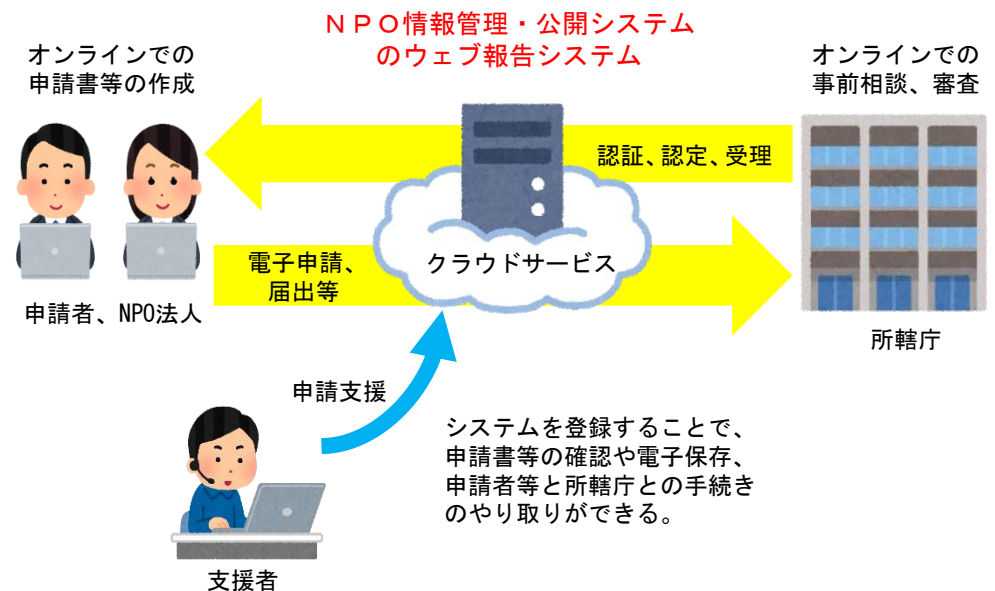 NPO情報管理・公開システム
のウェブ報告システム
オンラインでの
申請書等の作成
オンラインでの
事前相談、審査
認証、認定、受理
電子申請、
届出等
クラウドサービス
申請者、NPO法人
所轄庁
申請支援
システムを登録することで、
申請書等の確認や電子保存、
申請者等と所轄庁との手続き
のやり取りができる。
支援者